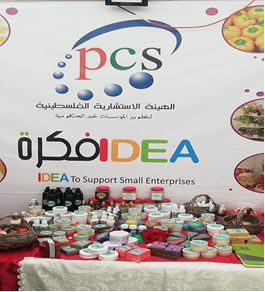 pcs
الهيئة الاستشارية الفلسطينية
لتطوير المؤسسات غير الحكومية
فكرة IDEA
IDEA To Support Small Enterprises